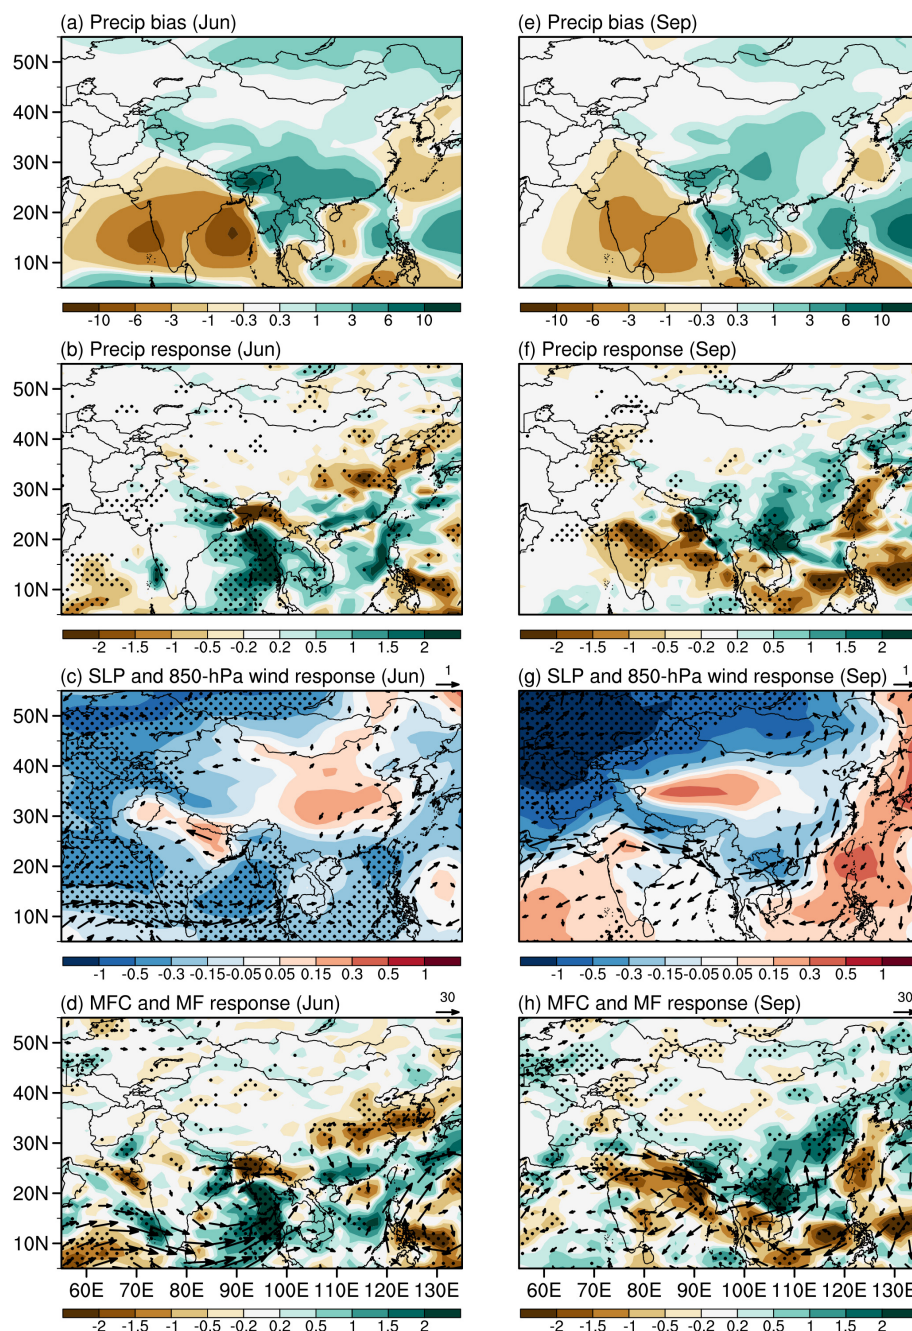 (a) Precip bias (Jun)
50N
40N
30N
20N
10N
-10 -6 -3 -1 -0.3 0.3 1 3 6 10
(e) Precip bias (Sep)
-10 -6 -3 -1 -0.3 0.3 1 3 6 10
(b) Precip response (Jun)
50N
40N
30N
20N
10N
-2 -1.5 -1 -0.5 -0.2 0.2 0.5 1 1.5 2
(f) Precip response (Sep)
-2 -1.5 -1 -0.5 -0.2 0.2 0.5 1 1.5 2
(c) SLP and 850-hPa wind response (Jun) 1
50N
40N
30N
20N
10N
-1 -0.5 -0.3 -0.15 -0.05 0.05 0.15 0.3 0.5 1
(g) SLP and 850-hPa wind response (Sep) 1
-1 -0.5 -0.3 -0.15 -0.05 0.05 0.15 0.3 0.5 1
(d) MFC and MF response (Jun) 30
50N
40N
30N
20N
10N
60E 70E 80E 90E 100E 110E 120E 130E
-2 -1.5 -1 -0.5 -0.2 0.2 0.5 1 1.5 2
(h) MFC and MF response (Sep) 30
60E 70E 80E 90E 100E 110E 120E 130E
-2 -1.5 -1 -0.5 -0.2 0.2 0.5 1 1.5 2